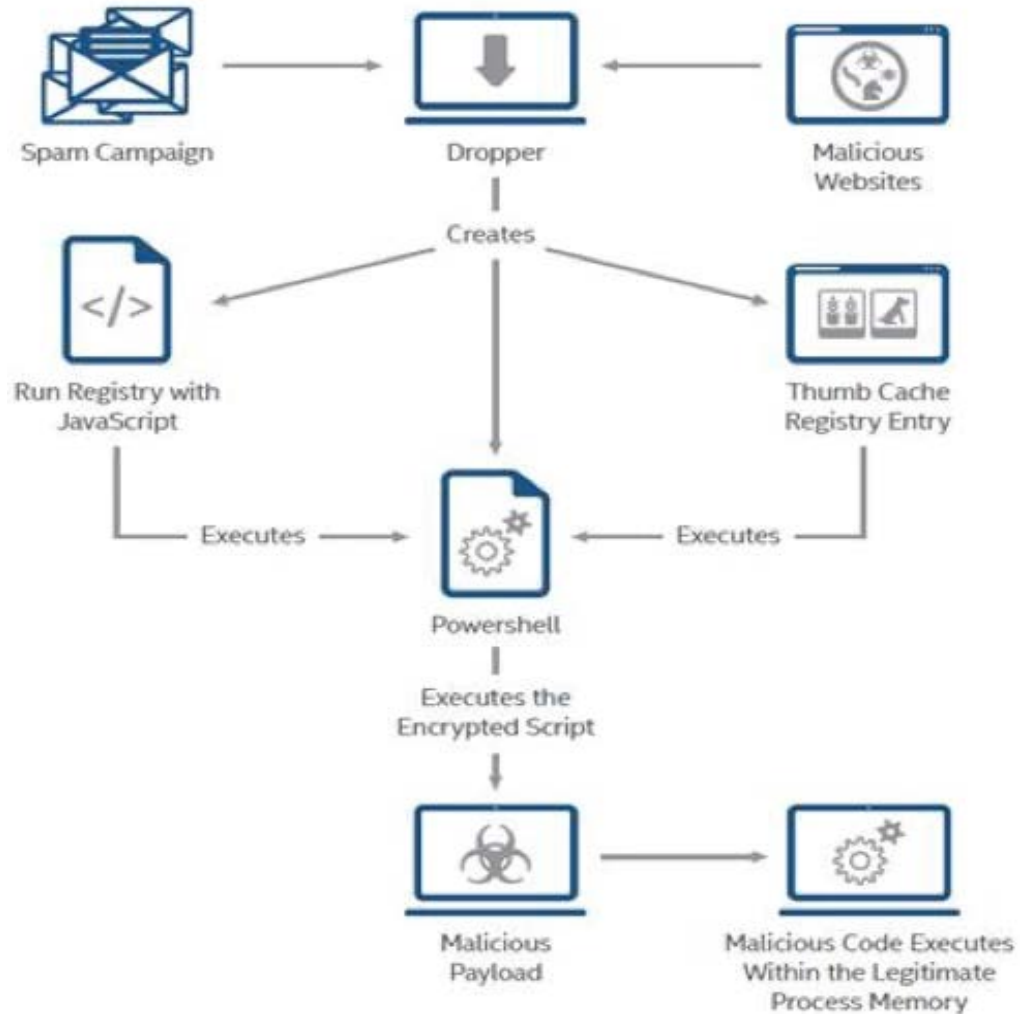 Spam Campaign
Dropper
Malicious
Websites
Creates
Run Registry with
JavaScript
Thumb Cache
Registry Entry
Executes
Executes
Powershell
Executes the
Encrypted Script
Malicious
Payload
Malicious Code Executes
Within the Legitimate
Process Memory